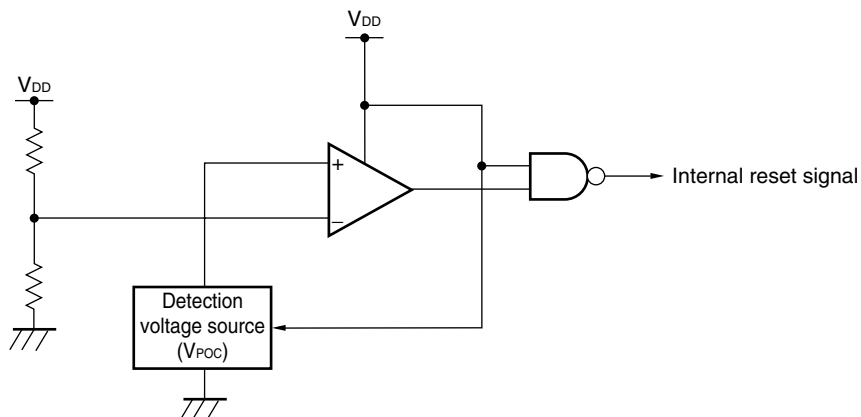 VDD
VDD
+
−
Internal reset signal
Detection
voltage source
(VPOC)